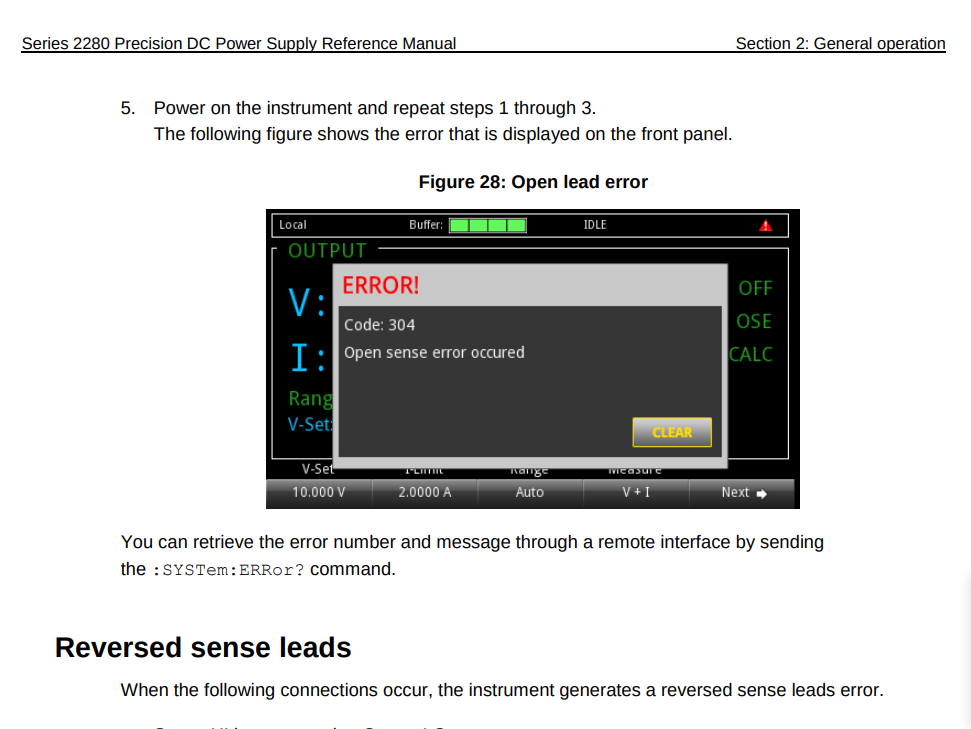 Series 2280 Precision DC Power Supply Reference Manual Section 2: General operation
5. Power on the instrument and repeat steps 1 through 3.
The following figure shows the error that is displayed on the front panel.
Figure 28: Open lead error
Local Buffer: IDLE
OUTPUT
ERROR!
V: OFF
Code: 304 OSE
I: Open sense error occured CALC
Rang
V-Set:
CLEAR
V-Set I-Limit Range Measure
10.000 V 2.0000 A Auto V + I Next
You can retrieve the error number and message through a remote interface by sending
the :SYSTem:ERRor? command.
Reversed sense leads
When the following connections occur, the instrument generates a reversed sense leads error.